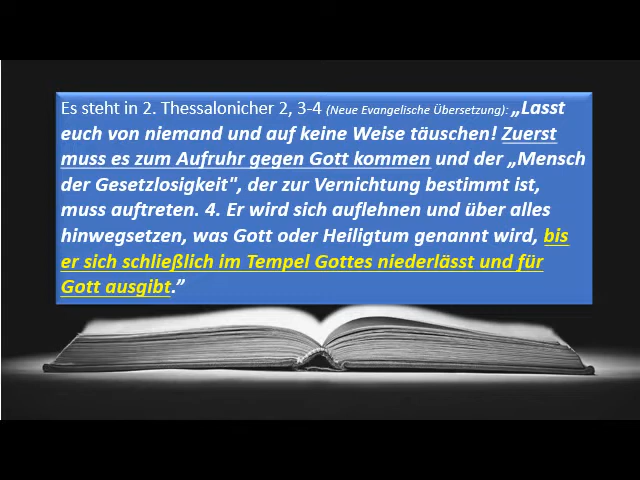 Es steht in 2. Thessalonicher 2, 3-4 (Neue Evangelische Übersetzung): „Lasst
euch von niemand und auf keine Weise täuschen! Zuerst
muss es zum Aufruhr gegen Gott kommen und der „Mensch
der Gesetzlosigkeit", der zur Vernichtung bestimmt ist,
muss auftreten. 4. Er wird sich auflehnen und über alles
hinwegsetzen, was Gott oder Heiligtum genannt wird, bis
er sich schließlich im Tempel Gottes niederlässt und für
Gott ausgibt.”